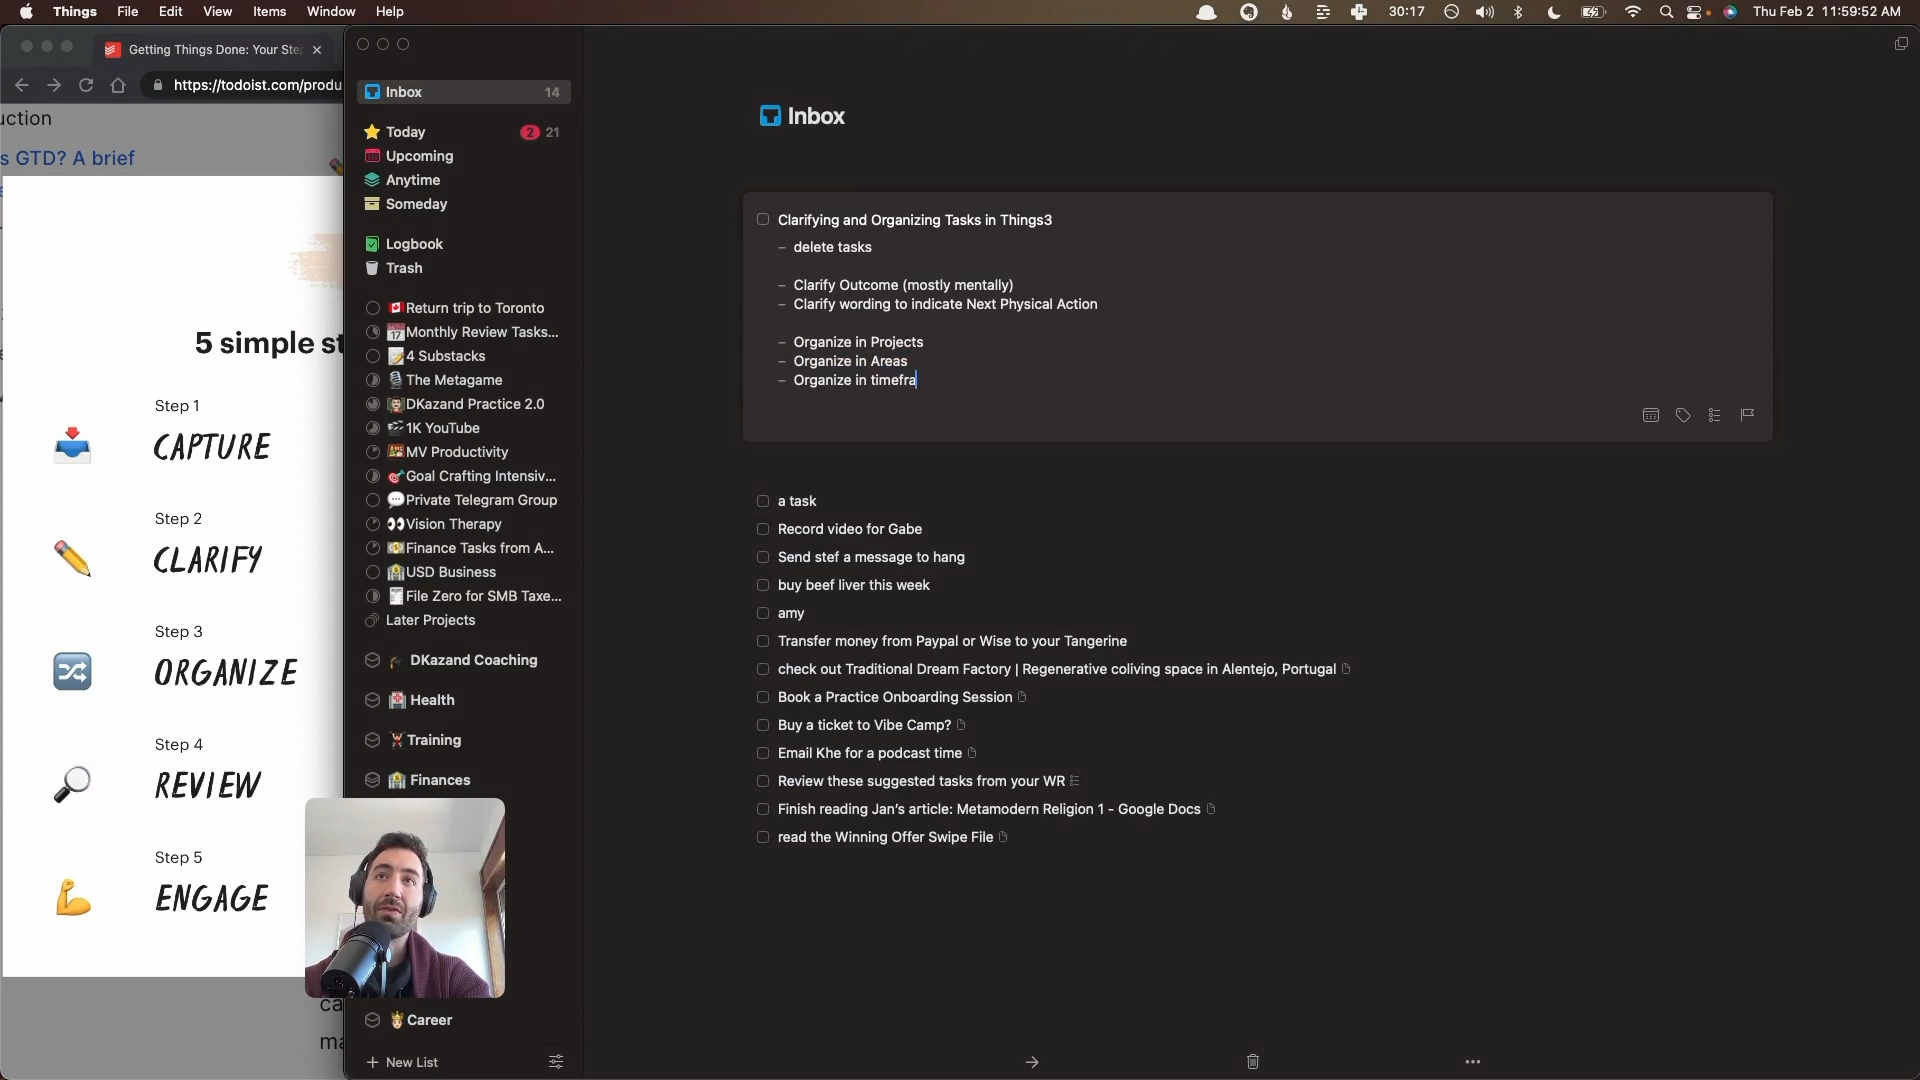 Things File Edit View Items Window Help 30:17 Thu Feb 2 11:59:52 AM
Getting Things Done: Your Ste
https://todoist.com/produ
uction
s GTD? A brief
5 simple st
Step 1
CAPTURE
Step 2
CLARIFY
Step 3
ORGANIZE
Step 4
REVIEW
Step 5
ENGAGE
ca
ma
Inbox 14
Today 2 21
Upcoming
Anytime
Someday
Logbook
Trash
Return trip to Toronto
17 Monthly Review Tasks...
4 Substacks
The Metagame
DKazand Practice 2.0
1K YouTube
MV Productivity
Goal Crafting Intensiv...
Private Telegram Group
Vision Therapy
Finance Tasks from A...
USD Business
File Zero for SMB Taxe...
Later Projects
DKazand Coaching
Health
Training
Finances
Career
+ New List
Inbox
Clarifying and Organizing Tasks in Things3
- delete tasks
- Clarify Outcome (mostly mentally)
- Clarify wording to indicate Next Physical Action
- Organize in Projects
- Organize in Areas
- Organize in timefra
a task
Record video for Gabe
Send stef a message to hang
buy beef liver this week
amy
Transfer money from Paypal or Wise to your Tangerine
check out Traditional Dream Factory | Regenerative coliving space in Alentejo, Portugal
Book a Practice Onboarding Session
Buy a ticket to Vibe Camp?
Email Khe for a podcast time
Review these suggested tasks from your WR
Finish reading Jan's article: Metamodern Religion 1 - Google Docs
read the Winning Offer Swipe File